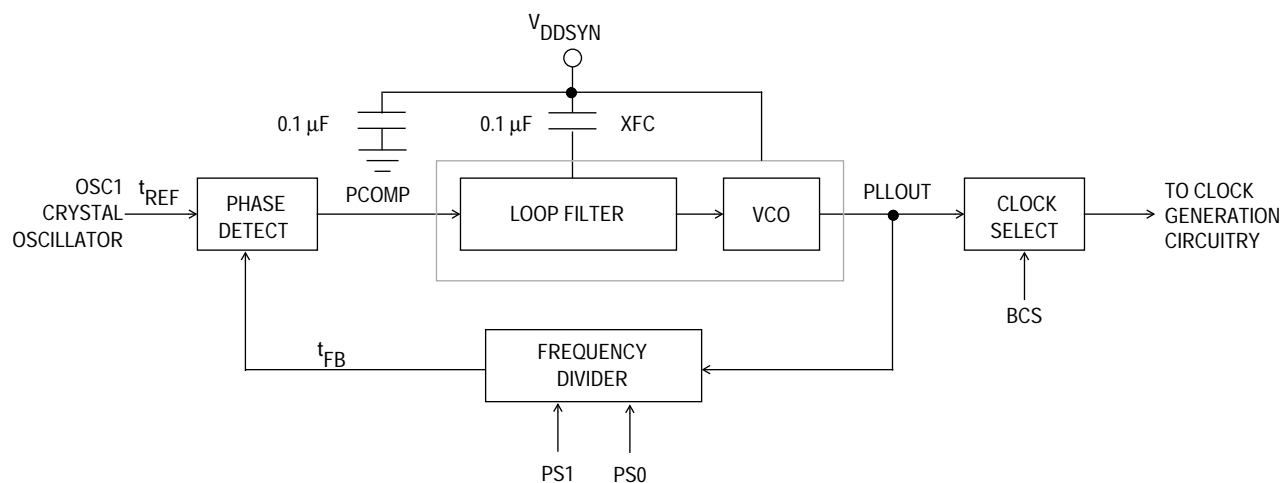 V
DDSYN
0.1 µF
0.1 µF
XFC
OSC1
CRYSTAL
OSCILLATOR
tREF
PHASE
DETECT
PCOMP
LOOP FILTER
VCO
PLLOUT
CLOCK
SELECT
TO CLOCK
GENERATION
CIRCUITRY
BCS
tFB
FREQUENCY
DIVIDER
PS1
PS0